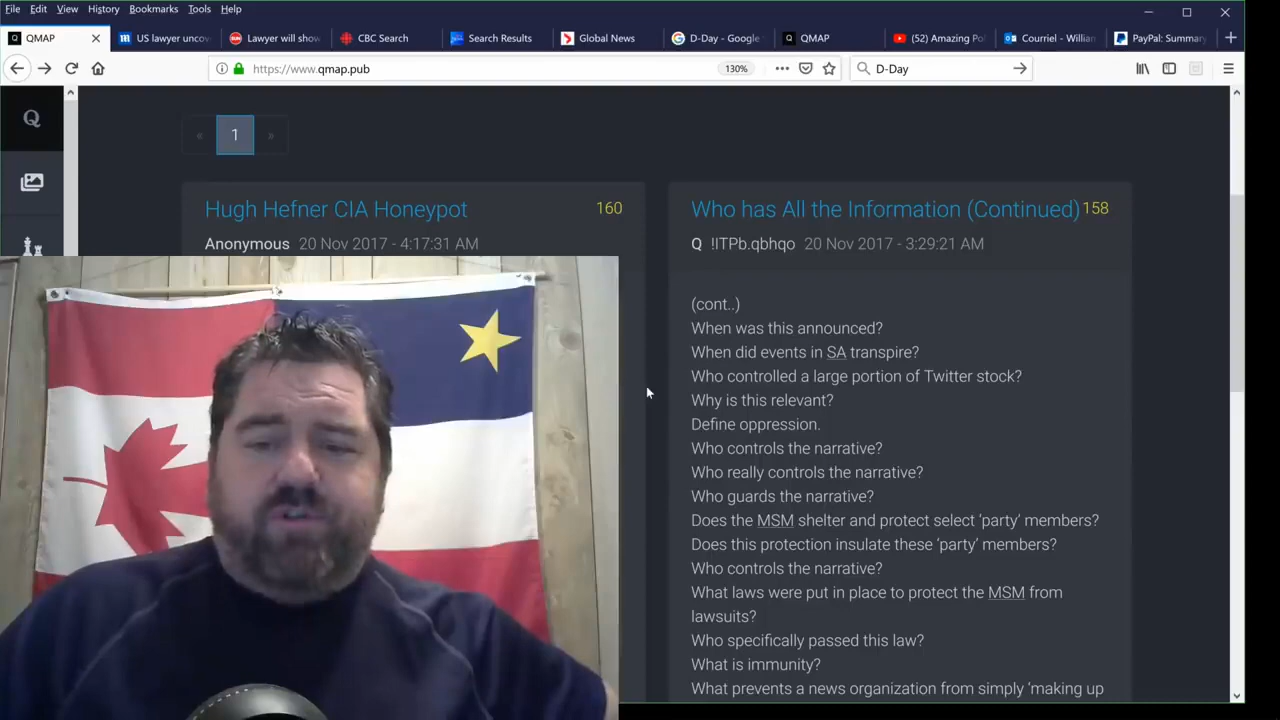 File Edit View History Bookmarks Tools Help
QMAP
US lawyer uncov
Lawyer will show
CBC Search
Search Results
Global News
D-Day - Google
QMAP
(52) Amazing Po
Courriel - Willian
PayPal: Summary
https://www.qmap.pub
130%
D-Day
Q
« 1 »
Hugh Hefner CIA Honeypot 160
Anonymous 20 Nov 2017 - 4:17:31 AM
Who has All the Information (Continued) 158
Q !ITPb.qbhqo 20 Nov 2017 - 3:29:21 AM
(cont..)
When was this announced?
When did events in SA transpire?
Who controlled a large portion of Twitter stock?
Why is this relevant?
Define oppression.
Who controls the narrative?
Who really controls the narrative?
Who guards the narrative?
Does the MSM shelter and protect select ‘party’ members?
Does this protection insulate these ‘party’ members?
Who controls the narrative?
What laws were put in place to protect the MSM from
lawsuits?
Who specifically passed this law?
What is immunity?
What prevents a news organization from simply ‘making up